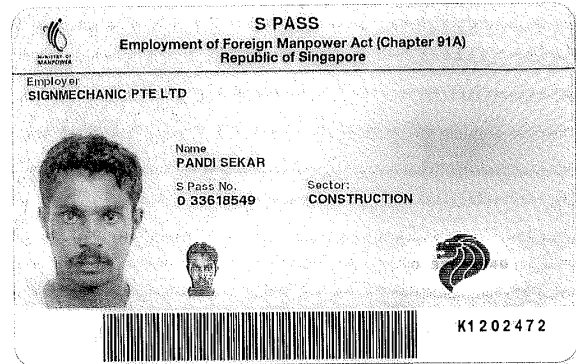 S PASS
Employment of Foreign Manpower Act (Chapter 91A)
Republic of Singapore
MINISTRY OF
MANPOWER
Employer
SIGNMECHANIC PTE LTD
Name
PANDI SEKAR
S Pass No.
0 33618549
Sector:
CONSTRUCTION
K1202472